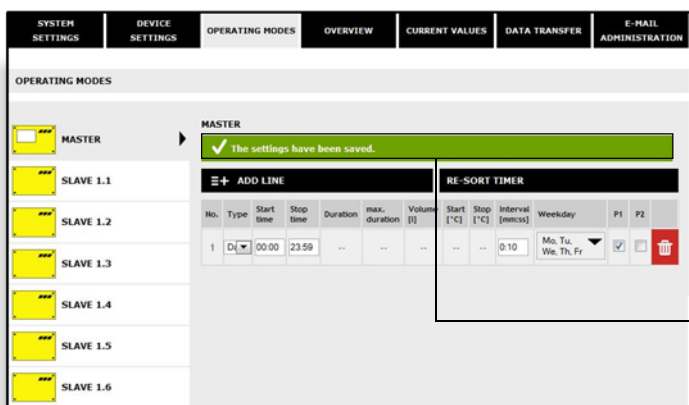 SYSTEM SETTINGS DEVICE SETTINGS OPERATING MODES OVERVIEW CURRENT VALUES DATA TRANSFER E-MAIL ADMINISTRATION
OPERATING MODES
MASTER
SLAVE 1.1
SLAVE 1.2
SLAVE 1.3
SLAVE 1.4
SLAVE 1.5
SLAVE 1.6
MASTER
The settings have been saved.
ADD LINE RE-SORT TIMER
No. Type Start time Stop time Duration max. duration Volume [l] Start [°C] Stop [°C] Interval [mm:ss] Weekday P1 P2
1 00:00 23:59 -- -- -- -- -- 0:10 Mo, Tu, We, Th, Fr